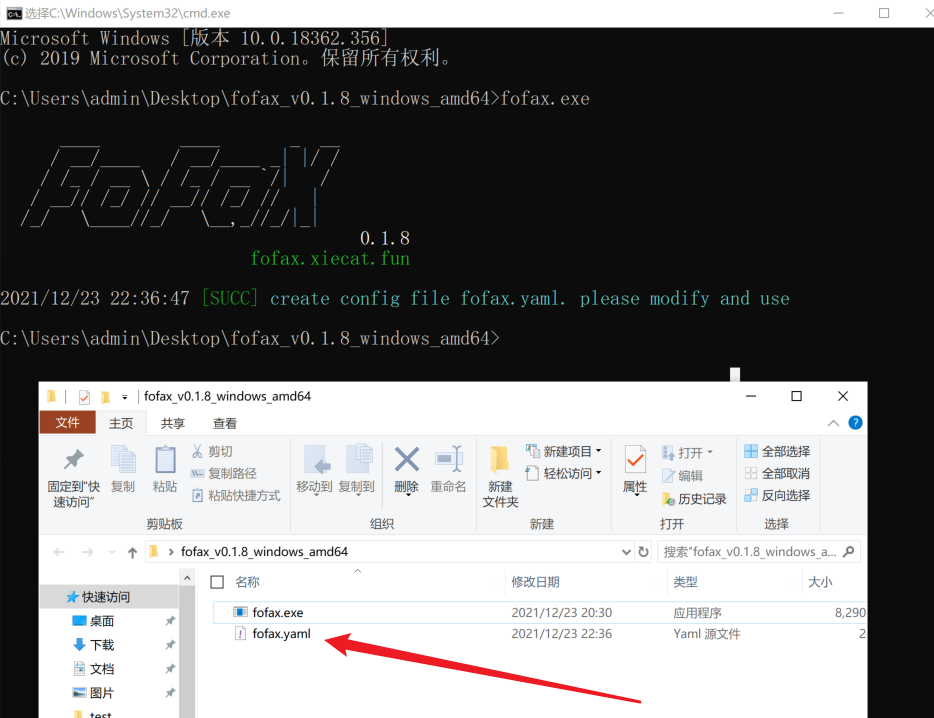 选择C:\Windows\System32\cmd.exe
Microsoft Windows [版本 10.0.18362.356]
(c) 2019 Microsoft Corporation。保留所有权利。
C:\Users\admin\Desktop\fofax_v0.1.8_windows_amd64>fofax.exe
FoFaX
0.1.8
fofax.xiecat.fun
2021/12/23 22:36:47 [SUCC] create config file fofax.yaml. please modify and use
C:\Users\admin\Desktop\fofax_v0.1.8_windows_amd64>
fofax_v0.1.8_windows_amd64
文件 主页 共享 查看
固定到"快速访问"
复制
粘贴
剪切
复制路径
粘贴快捷方式
剪贴板
移动到 复制到 删除 重命名
组织
新建文件夹
新建项目
轻松访问
新建
属性
打开
编辑
历史记录
打开
全部选择
全部取消
反向选择
选择
fofax_v0.1.8_windows_amd64
搜索"fofax_v0.1.8_windows_a...
快速访问
桌面
下载
文档
图片
test
名称 修改日期 类型 大小
fofax.exe 2021/12/23 20:30 应用程序 8,290
fofax.yaml 2021/12/23 22:36 Yaml 源文件 2